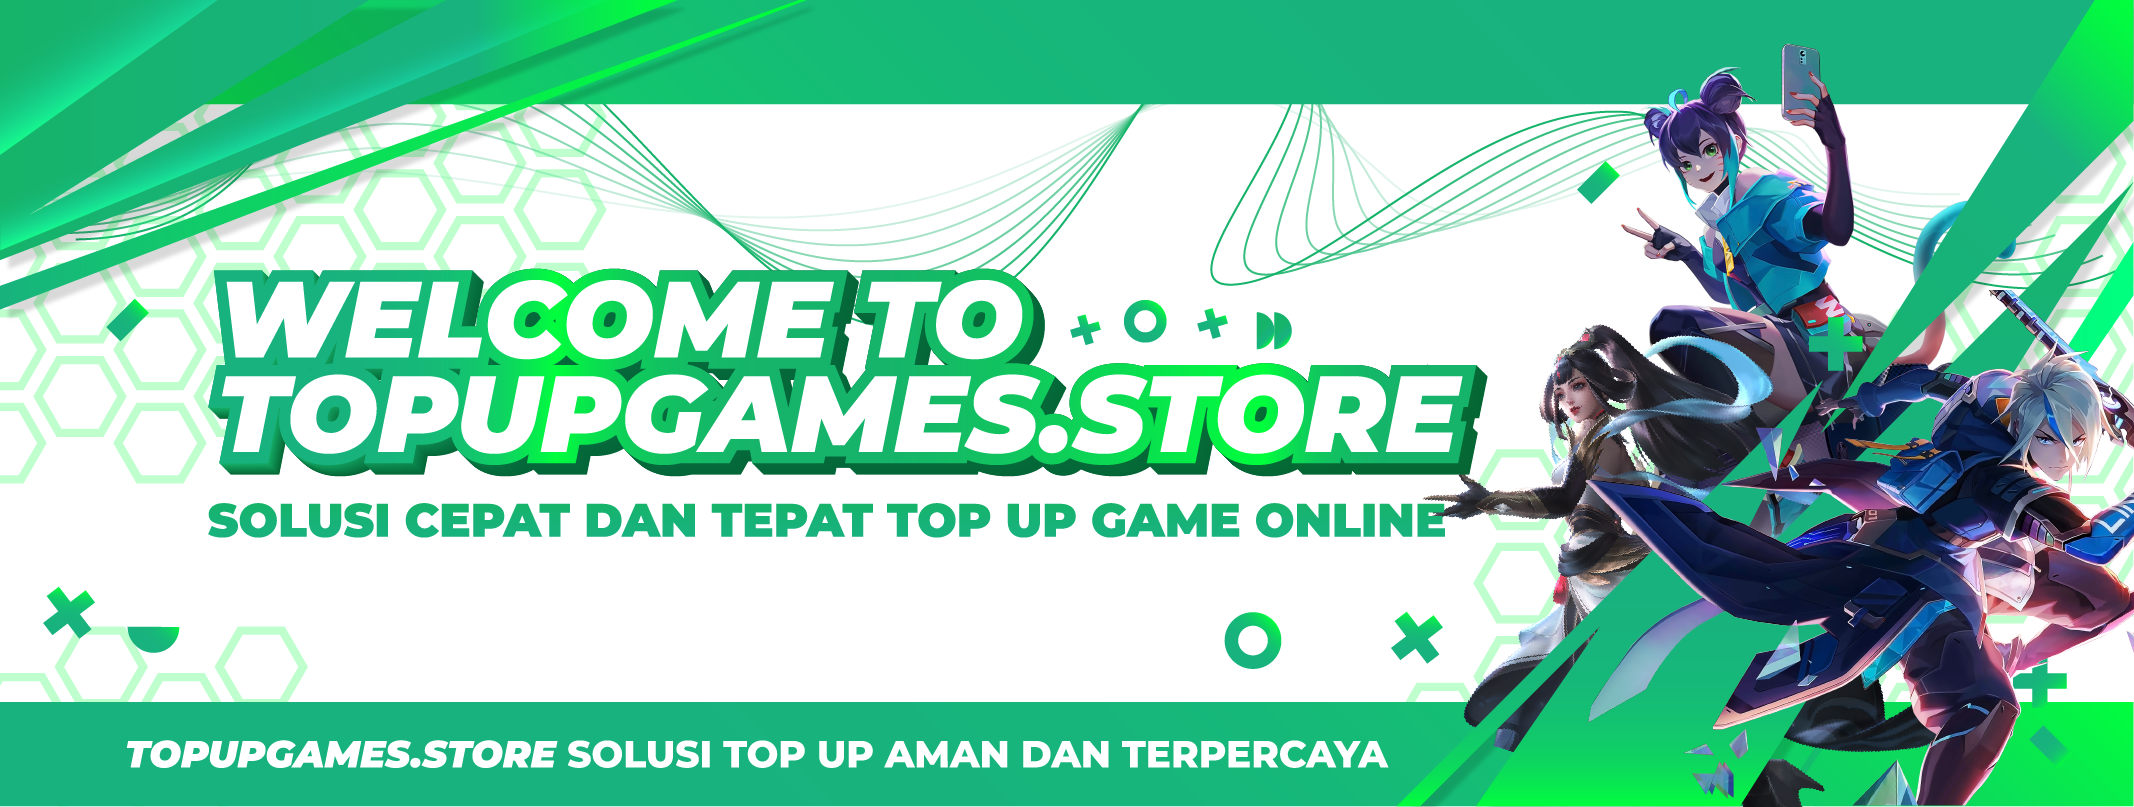 WELCOME TO
TOPUPGAMES.STORE
SOLUSI CEPAT DAN TEPAT TOP UP GAME ONLINE
TOPUPGAMES.STORE SOLUSI TOP UP AMAN DAN TERPERCAYA